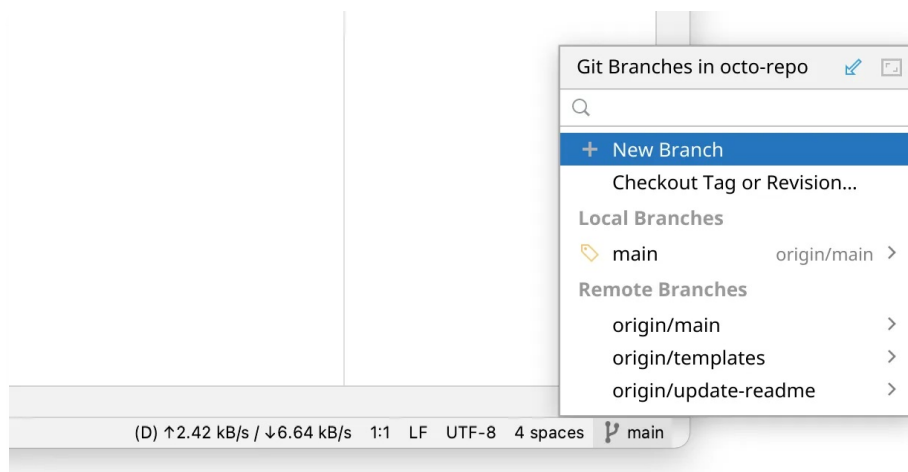 Git Branches in octo-repo
New Branch
Checkout Tag or Revision...
Local Branches
main origin/main
Remote Branches
origin/main
origin/templates
origin/update-readme
(D) ↑2.42 kB/s / ↓6.64 kB/s 1:1 LF UTF-8 4 spaces main